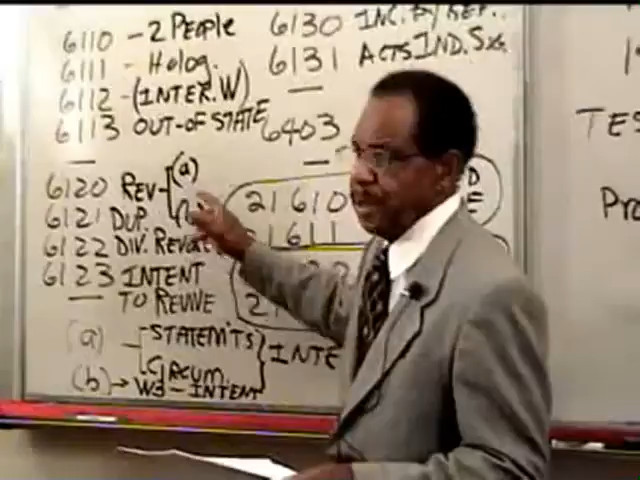 6110 - 2 PEOPLE
6111 - Holog.
6112 - (INTER. W)
6113 OUT-OF STATE
6120 REV - (a)
6121 DUP.
6122 DIV. Revo
6123 INTENT
TO REVIVE
(a) - STATEM'TS
CIRCUM.
(b) → W3 - INTENT
INTE
6130 INC. BY REF..
6131 ACTS IND. SIG.
6403
21610
1611
D
E
TES
Pro